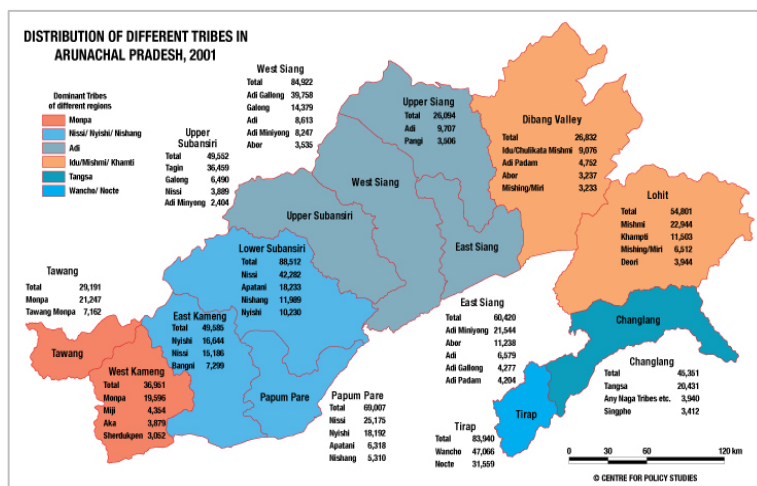 DISTRIBUTION OF DIFFERENT TRIBES IN
ARUNACHAL PRADESH, 2001
Dominant Tribes
of different regions
Monpa
Nissi/ Nyishi/ Nishang
Adi
Idu/Mishmi/ Khamti
Tangsa
Wancho/ Nocte
West Siang
Total 84,922
Adi Gallong 39,758
Galong 14,379
Adi 8,613
Adi Miniyong 8,247
Abor 3,535
Upper Siang
Total 26,094
Adi 9,707
Pangi 3,506
Dibang Valley
Total 26,832
Idu/Chulikata Mishmi 9,076
Adi Padam 4,752
Abor 3,237
Mishing/Miri 3,233
Upper
Subansiri
Total 49,552
Tagin 36,459
Galong 6,490
Nissi 3,889
Adi Minyong 2,404
West Siang
Upper Subansiri
East Siang
Lohit
Total 54,801
Mishmi 22,944
Khampti 11,503
Mishing/Miri 6,512
Deori 3,944
Lower Subansiri
Total 88,512
Nissi 42,282
Apatani 18,233
Nishang 11,989
Nyishi 10,230
Tawang
Total 29,191
Monpa 21,247
Tawang Monpa 7,162
Tawang
East Kameng
Total 49,585
Nyishi 16,644
Nissi 15,186
Bangni 7,299
West Kameng
Total 36,951
Monpa 19,596
Miji 4,354
Aka 3,879
Sherdukpen 3,052
Papum Pare
Papum Pare
Total 69,007
Nissi 25,175
Nyishi 18,192
Apatani 6,318
Nishang 5,310
East Siang
Total 60,420
Adi Miniyong 21,544
Abor 11,238
Adi 6,579
Adi Gallong 4,277
Adi Padam 4,204
Changlang
Changlang
Total 45,351
Tangsa 20,431
Any Naga Tribes etc. 3,940
Singpho 3,412
Tirap
Tirap
Total 83,940
Wancho 47,066
Nocte 31,559
0 30 60 120 km
© CENTRE FOR POLICY STUDIES